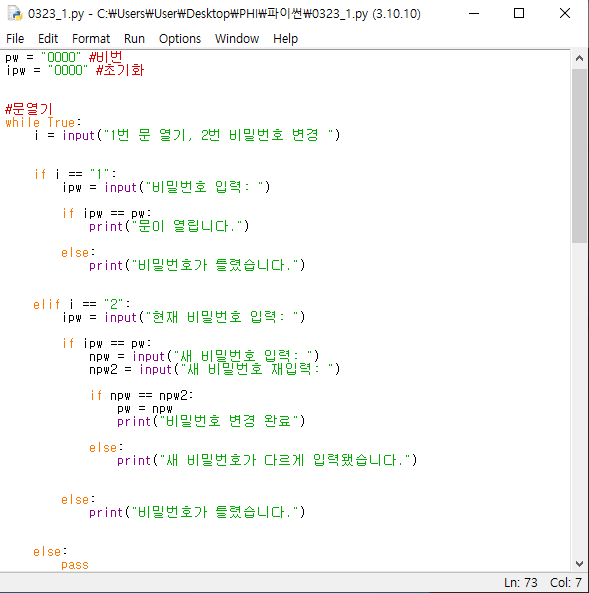 0323_1.py - C:₩Users₩User₩Desktop₩PHI₩파이썬₩0323_1.py (3.10.10)
File Edit Format Run Options Window Help
pw = "0000" #비번
ipw = "0000" #초기화
#문열기
while True:
i = input("1번 문 열기, 2번 비밀번호 변경 ")
if i == "1":
ipw = input("비밀번호 입력: ")
if ipw == pw:
print("문이 열립니다.")
else:
print("비밀번호가 틀렸습니다.")
elif i == "2":
ipw = input("현재 비밀번호 입력: ")
if ipw == pw:
npw = input("새 비밀번호 입력: ")
npw2 = input("새 비밀번호 재입력: ")
if npw == npw2:
pw = npw
print("비밀번호 변경 완료")
else:
print("새 비밀번호가 다르게 입력됐습니다.")
else:
print("비밀번호가 틀렸습니다.")
else:
pass
Ln: 73 Col: 7